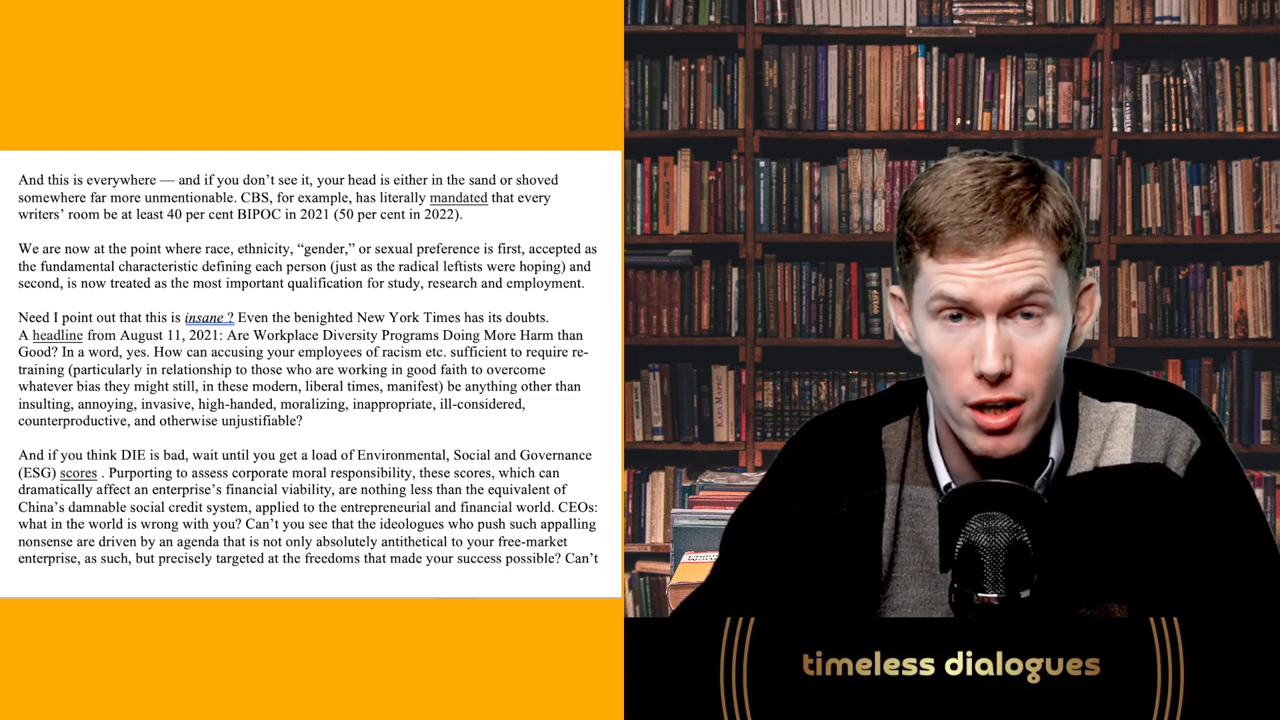 And this is everywhere — and if you don’t see it, your head is either in the sand or shoved
somewhere far more unmentionable. CBS, for example, has literally mandated that every
writers’ room be at least 40 per cent BIPOC in 2021 (50 per cent in 2022).
We are now at the point where race, ethnicity, “gender,” or sexual preference is first, accepted as
the fundamental characteristic defining each person (just as the radical leftists were hoping) and
second, is now treated as the most important qualification for study, research and employment.
Need I point out that this is insane ? Even the benighted New York Times has its doubts.
A headline from August 11, 2021: Are Workplace Diversity Programs Doing More Harm than
Good? In a word, yes. How can accusing your employees of racism etc. sufficient to require re-
training (particularly in relationship to those who are working in good faith to overcome
whatever bias they might still, in these modern, liberal times, manifest) be anything other than
insulting, annoying, invasive, high-handed, moralizing, inappropriate, ill-considered,
counterproductive, and otherwise unjustifiable?
And if you think DIE is bad, wait until you get a load of Environmental, Social and Governance
(ESG) scores . Purporting to assess corporate moral responsibility, these scores, which can
dramatically affect an enterprise’s financial viability, are nothing less than the equivalent of
China’s damnable social credit system, applied to the entrepreneurial and financial world. CEOs:
what in the world is wrong with you? Can’t you see that the ideologues who push such appalling
nonsense are driven by an agenda that is not only absolutely antithetical to your free-market
enterprise, as such, but precisely targeted at the freedoms that made your success possible? Can’t
КАРЛ МАРКС
timeless dialogues